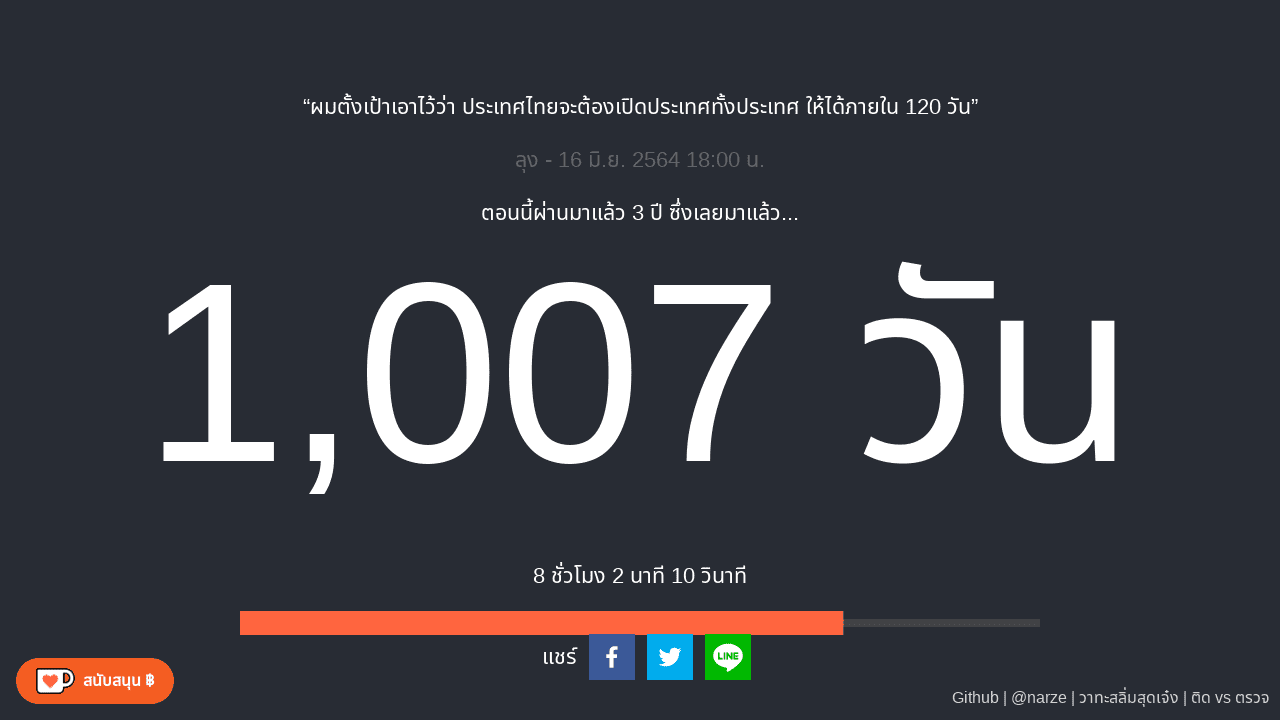 “ผมตั้งเป้าเอาไว้ว่า ประเทศไทยจะต้องเปิดประเทศทั้งประเทศ ให้ได้ภายใน 120 วัน”
ลุง - 16 มิ.ย. 2564 18:00 น.
ตอนนี้ผ่านมาแล้ว 3 ปี ซึ่งเลยมาแล้ว...
1,007 วัน
8 ชั่วโมง 2 นาที 10 วินาที
แชร์
LINE
สนับสนุน ฿
Github | @narze | วาทะสลิ่มสุดเจ๋ง | ติด vs ตรวจ